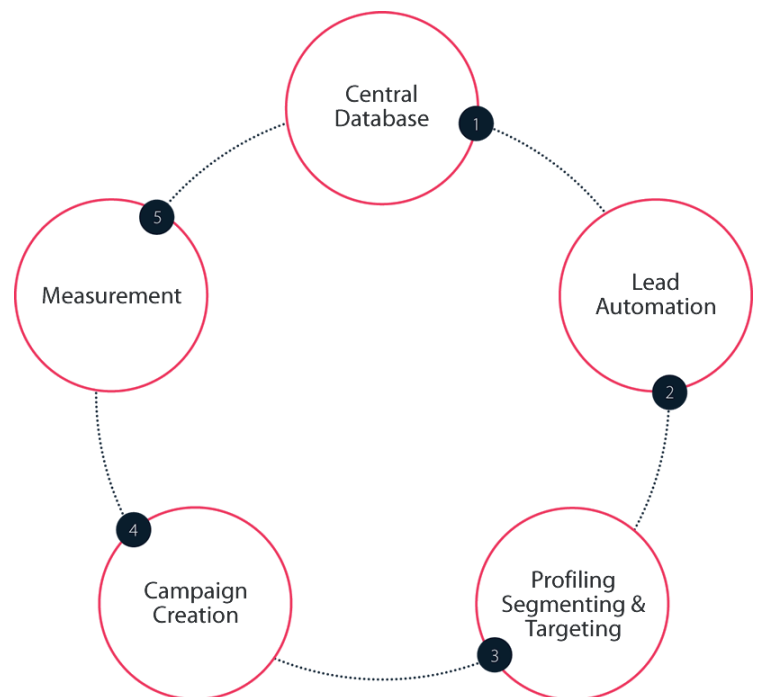 Central
Database
1
Lead
Automation
2
Profiling
Segmenting &
Targeting
3
Campaign
Creation
4
Measurement
5